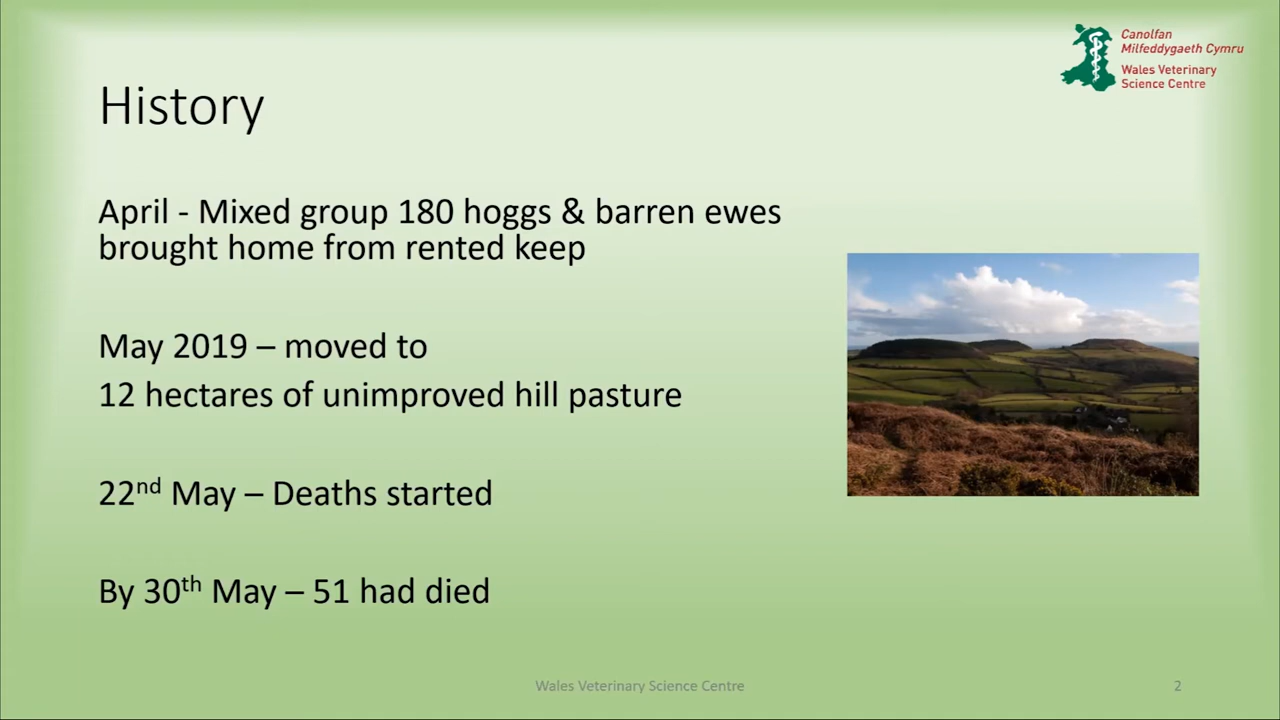 Canolfan
Milfeddygaeth Cymru
Wales Veterinary
Science Centre
History
April - Mixed group 180 hoggs & barren ewes
brought home from rented keep
May 2019 – moved to
12 hectares of unimproved hill pasture
22nd May – Deaths started
By 30th May – 51 had died
Wales Veterinary Science Centre
2